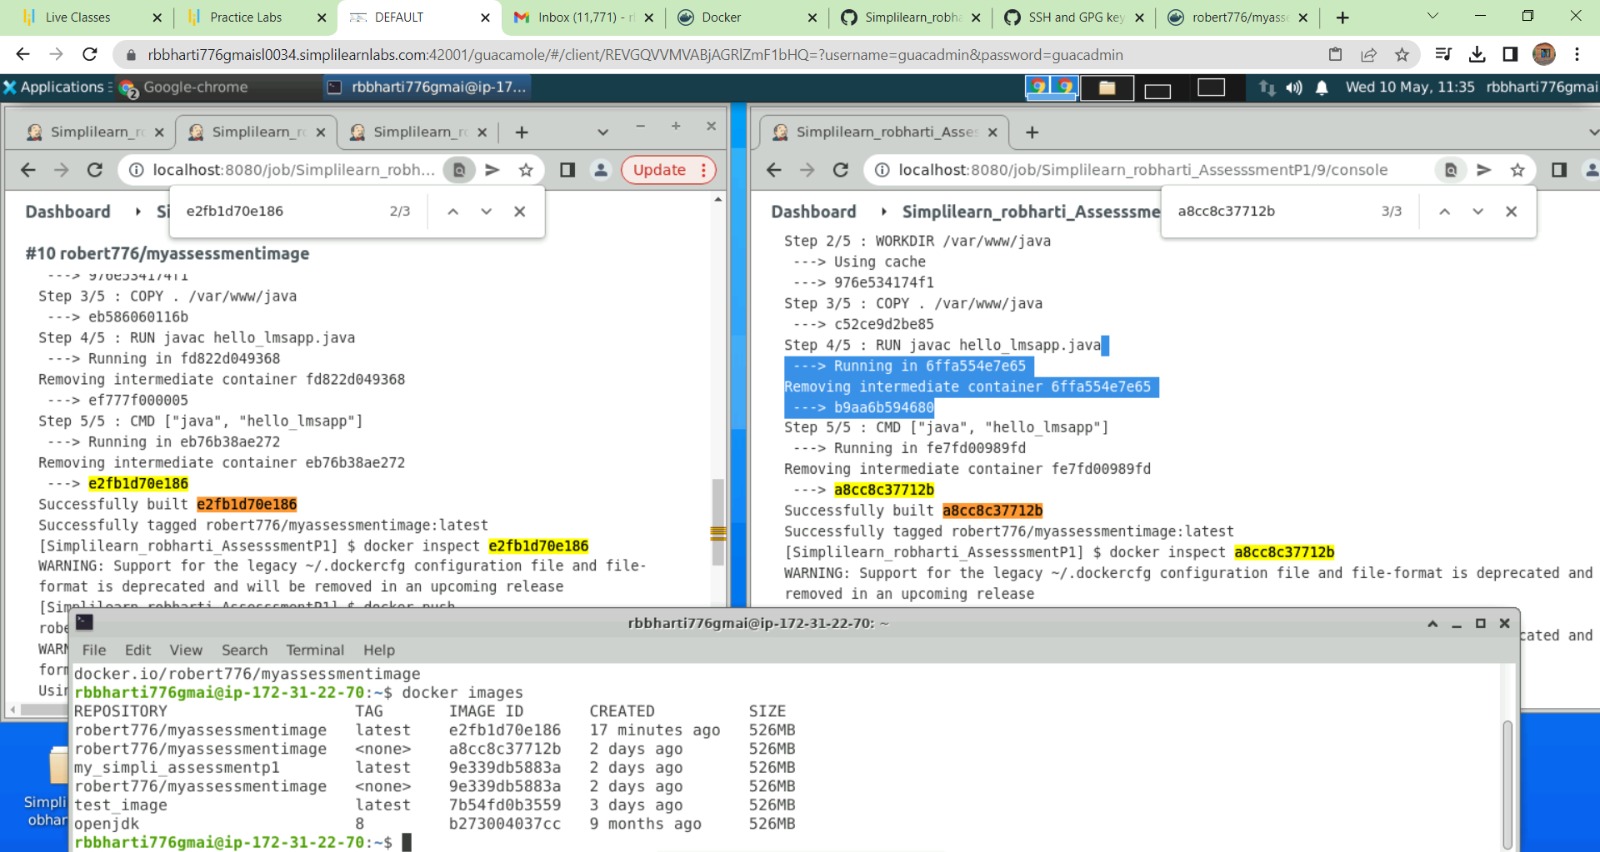 Live Classes
Practice Labs
DEFAULT
Inbox (11,771) - r
Docker
Simplilearn_robha
SSH and GPG key
robert776/myasse
rbbharti776gmaisl0034.simplilearnlabs.com:42001/guacamole/#/client/REVGQVVMVABjAGRlZmF1bHQ=?username=guacadmin&password=guacadmin
Applications
Google-chrome
rbbharti776gmai@ip-17...
Wed 10 May, 11:35
rbbharti776gmai
Simplilearn_r
Simplilearn_r
Simplilearn_r
localhost:8080/job/Simplilearn_robh...
Update
e2fb1d70e186
2/3
Dashboard
Si
#10 robert776/myassessmentimage
---> 976e534174f1
Step 3/5 : COPY . /var/www/java
---> eb586060116b
Step 4/5 : RUN javac hello_lmsapp.java
---> Running in fd822d049368
Removing intermediate container fd822d049368
---> ef777f000005
Step 5/5 : CMD ["java", "hello_lmsapp"]
---> Running in eb76b38ae272
Removing intermediate container eb76b38ae272
---> e2fb1d70e186
Successfully built e2fb1d70e186
Successfully tagged robert776/myassessmentimage:latest
[Simplilearn_robharti_AssesssmentP1] $ docker inspect e2fb1d70e186
WARNING: Support for the legacy ~/.dockercfg configuration file and file-
format is deprecated and will be removed in an upcoming release
[Simplilearn_robharti_AssesssmentP1] $ docker push
robe
WARN
form
Usin
Simplilearn_robharti_Asses
localhost:8080/job/Simplilearn_robharti_AssesssmentP1/9/console
a8cc8c37712b
3/3
Dashboard
Simplilearn_robharti_Assesssme
Step 2/5 : WORKDIR /var/www/java
---> Using cache
---> 976e534174f1
Step 3/5 : COPY . /var/www/java
---> c52ce9d2be85
Step 4/5 : RUN javac hello_lmsapp.java
---> Running in 6ffa554e7e65
Removing intermediate container 6ffa554e7e65
---> b9aa6b594680
Step 5/5 : CMD ["java", "hello_lmsapp"]
---> Running in fe7fd00989fd
Removing intermediate container fe7fd00989fd
---> a8cc8c37712b
Successfully built a8cc8c37712b
Successfully tagged robert776/myassessmentimage:latest
[Simplilearn_robharti_AssesssmentP1] $ docker inspect a8cc8c37712b
WARNING: Support for the legacy ~/.dockercfg configuration file and file-format is deprecated and
removed in an upcoming release
cated and
rbbharti776gmai@ip-172-31-22-70: ~
File Edit View Search Terminal Help
docker.io/robert776/myassessmentimage
rbbharti776gmai@ip-172-31-22-70:~$ docker images
REPOSITORY TAG IMAGE ID CREATED SIZE
robert776/myassessmentimage latest e2fb1d70e186 17 minutes ago 526MB
robert776/myassessmentimage <none> a8cc8c37712b 2 days ago 526MB
my_simpli_assessmentp1 latest 9e339db5883a 2 days ago 526MB
robert776/myassessmentimage <none> 9e339db5883a 2 days ago 526MB
test_image latest 7b54fd0b3559 3 days ago 526MB
openjdk 8 b273004037cc 9 months ago 526MB
rbbharti776gmai@ip-172-31-22-70:~$
Simpli
obhar